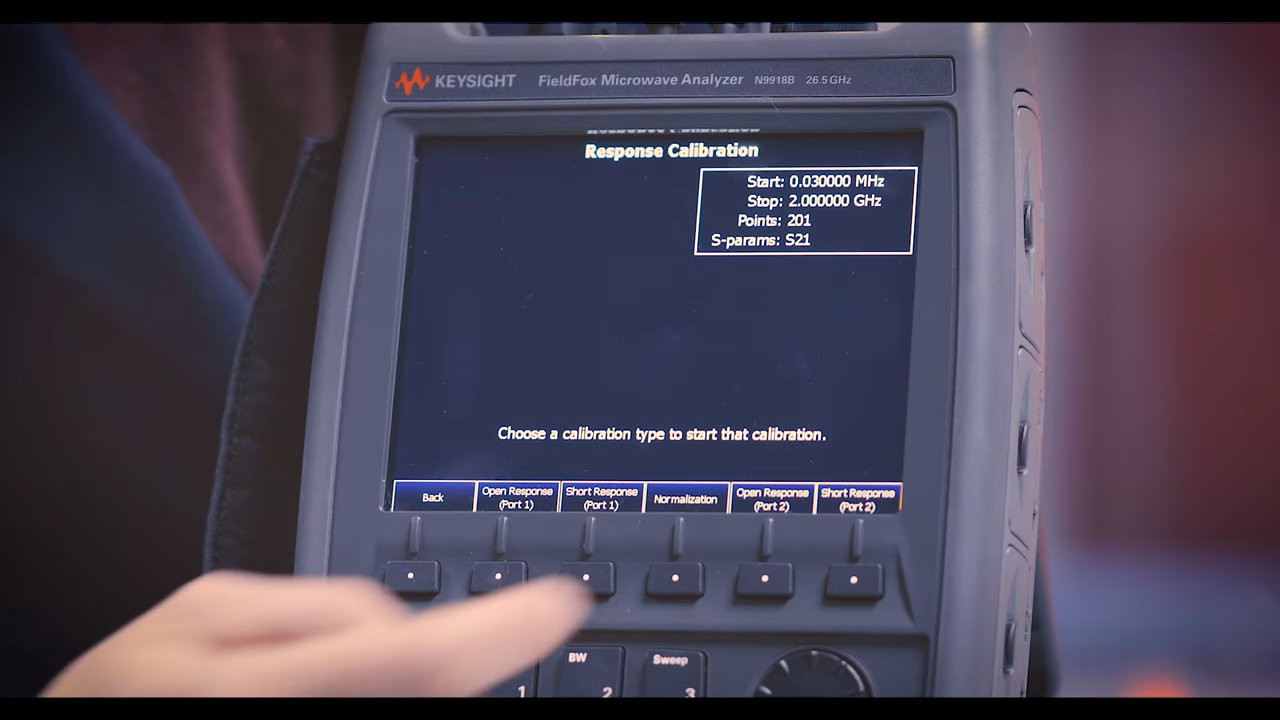 KEYSIGHT FieldFox Microwave Analyzer N9918B 26.5 GHz
Response Calibration
Start: 0.030000 MHz
Stop: 2.000000 GHz
Points: 201
S-params: S21
Choose a calibration type to start that calibration.
Back
Open Response
(Port 1)
Short Response
(Port 1)
Normalization
Open Response
(Port 2)
Short Response
(Port 2)
BW
Sweep
1
2
3